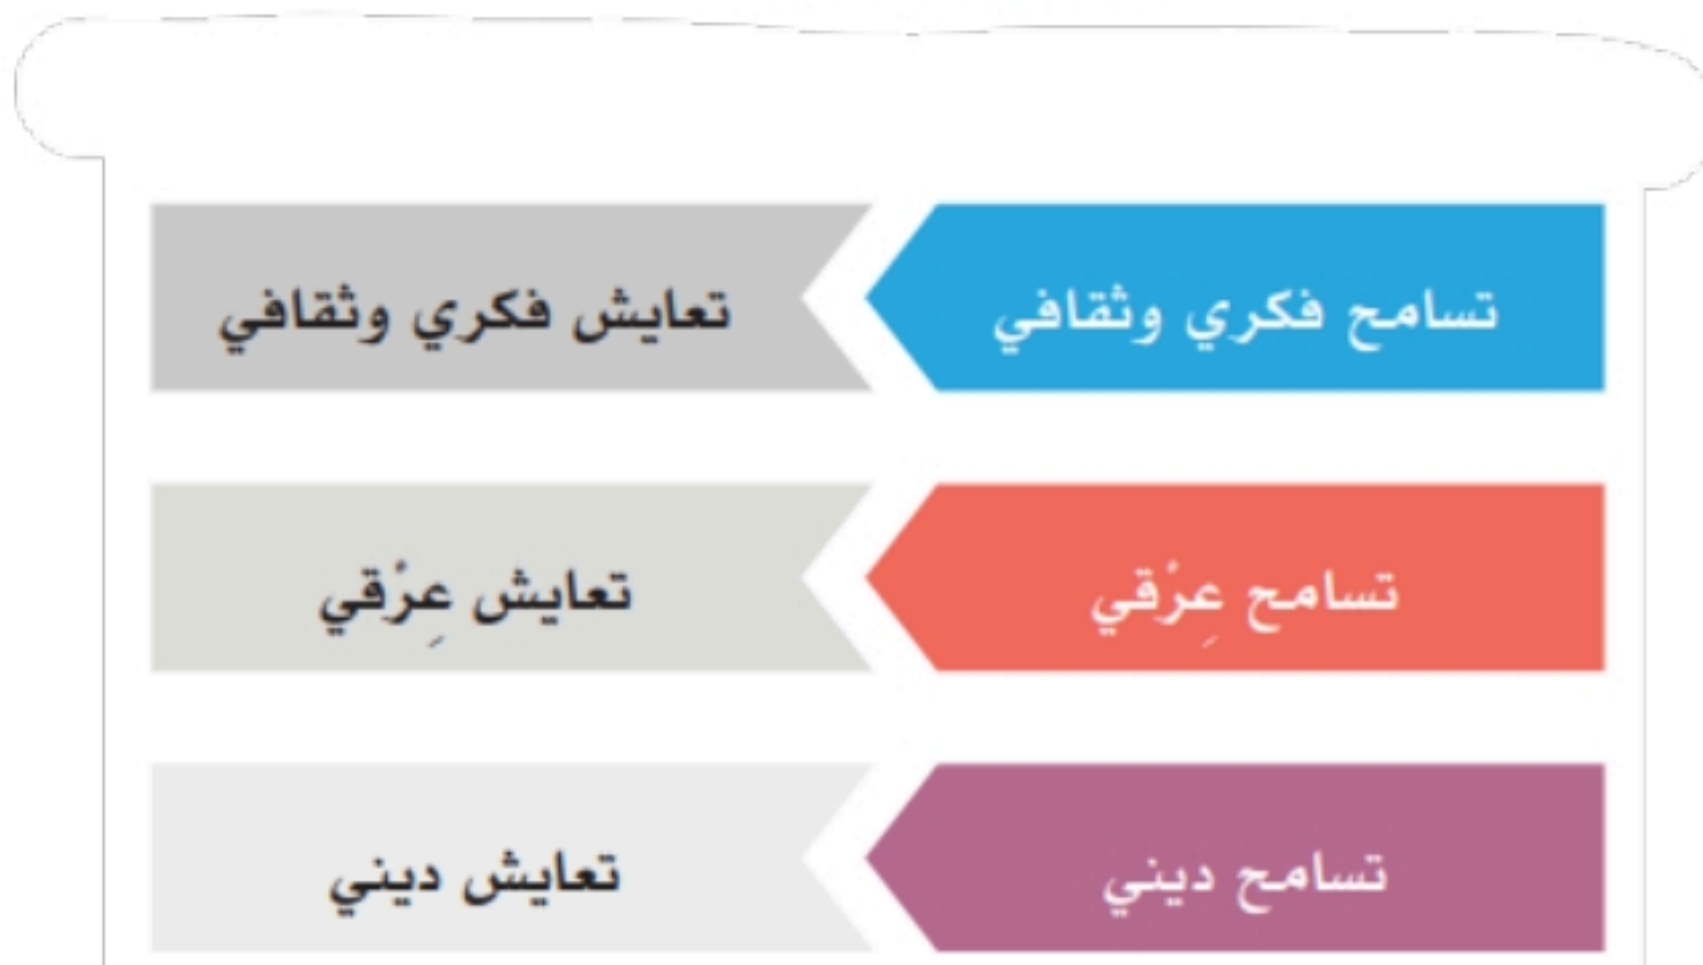 تسامح فكري وثقافي
تعايش فكري وثقافي
تسامح عِرْقي
تعايش عِرْقي
تسامح ديني
تعايش ديني